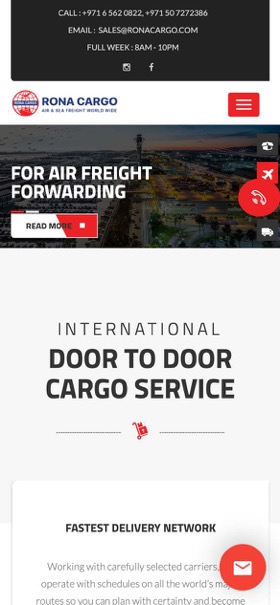 CALL : +971 6 562 0822, +971 50 7272386
EMAIL : SALES@RONACARGO.COM
FULL WEEK : 8AM - 10PM
RONA CARGO
AIR & SEA FREIGHT WORLD WIDE
FOR AIR FREIGHT
FORWARDING
READ MORE
INTERNATIONAL
DOOR TO DOOR
CARGO SERVICE
FASTEST DELIVERY NETWORK
Working with carefully selected carriers,
operate with schedules on all the world's
routes so you can plan with certainty and become